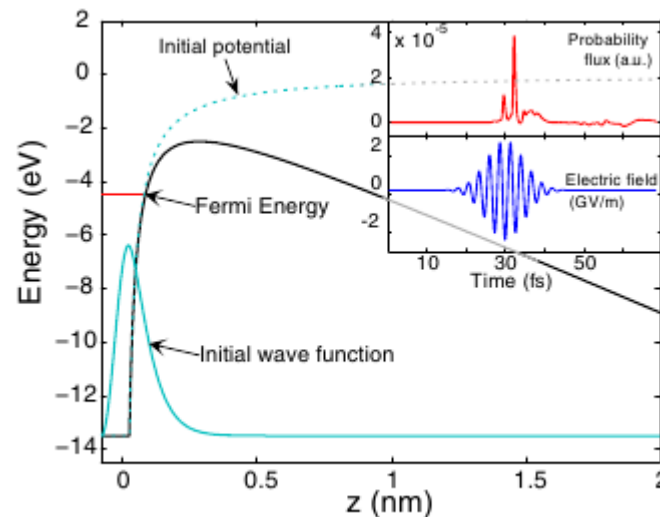 2
0
−2
−4
−6
−8
−10
−12
−14
Energy (eV)
0
0.5
1
1.5
2
z (nm)
Initial potential
Fermi Energy
Initial wave function
x 10⁻⁵
4
2
0
Probability
flux (a.u.)
2
0
-2
Electric field
(GV/m)
10
30
50
Time (fs)